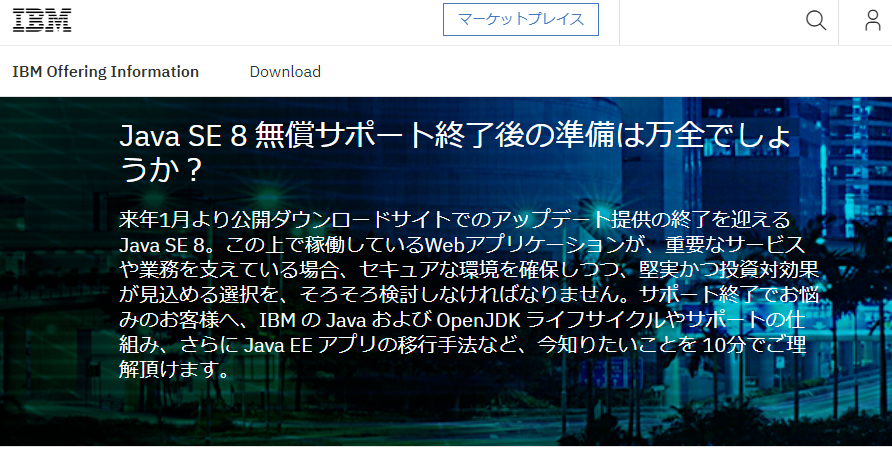 IBM
マーケットプレイス
IBM Offering Information
Download
Java SE 8 無償サポート終了後の準備は万全でしょ
うか？
来年1月より公開ダウンロードサイトでのアップデート提供の終了を迎える
Java SE 8。この上で稼働しているWebアプリケーションが、重要なサービス
や業務を支えている場合、セキュアな環境を確保しつつ、堅実かつ投資対効果
が見込める選択を、そろそろ検討しなければなりません。サポート終了でお悩
みのお客様へ、IBM の Java および OpenJDK ライフサイクルやサポートの仕
組み、さらに Java EE アプリの移行手法など、今知りたいことを 10分でご理
解頂けます。